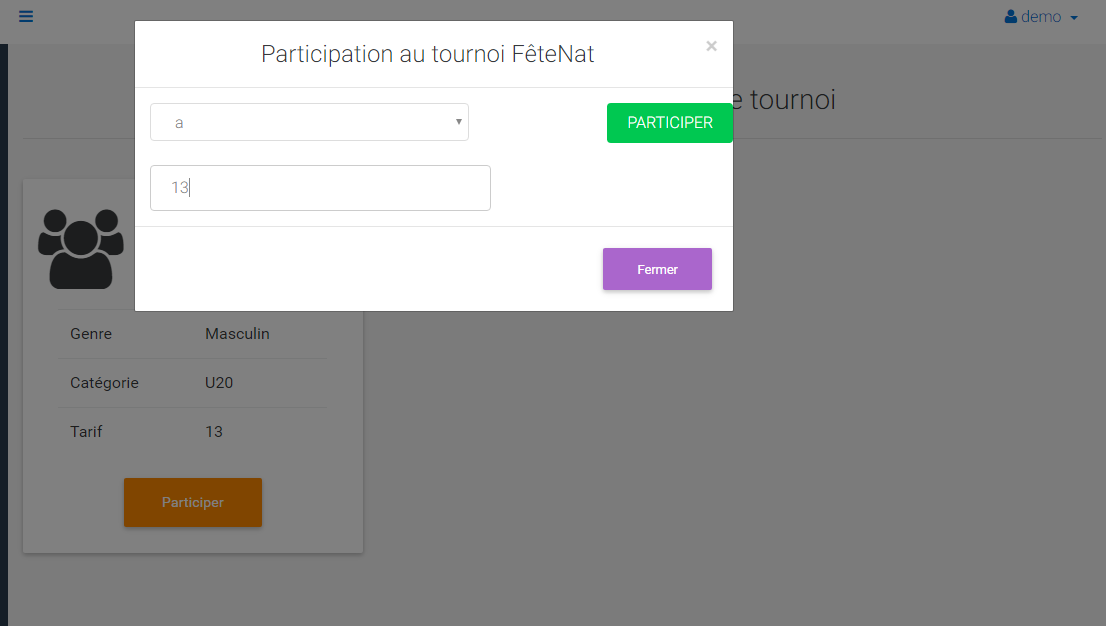 demo
Participation au tournoi FêteNat
×
e tournoi
a
PARTICIPER
13
Fermer
Genre Masculin
Catégorie U20
Tarif 13
Participer